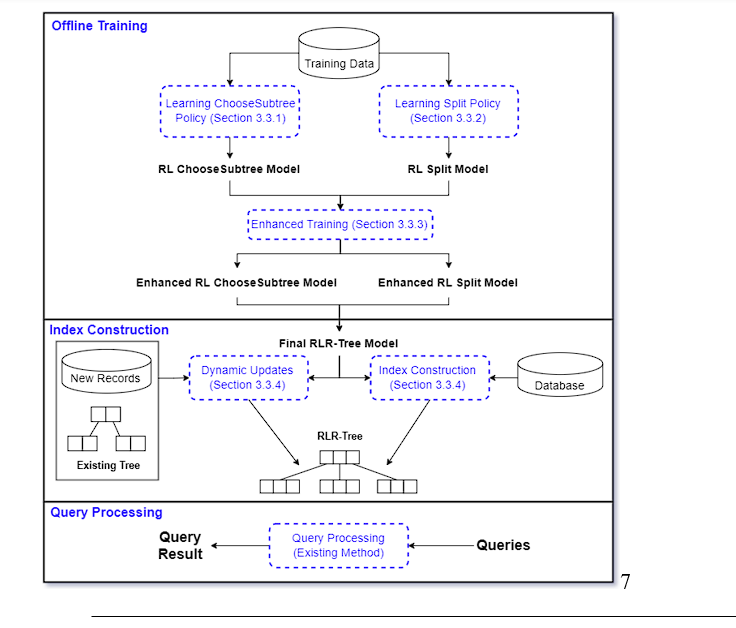 Offline Training
Training Data
Learning ChooseSubtree
Policy (Section 3.3.1)
Learning Split Policy
(Section 3.3.2)
RL ChooseSubtree Model
RL Split Model
Enhanced Training (Section 3.3.3)
Enhanced RL ChooseSubtree Model
Enhanced RL Split Model
Index Construction
Final RLR-Tree Model
New Records
Dynamic Updates
(Section 3.3.4)
Index Construction
(Section 3.3.4)
Database
Existing Tree
RLR-Tree
Query Processing
Query
Result
Query Processing
(Existing Method)
Queries
7